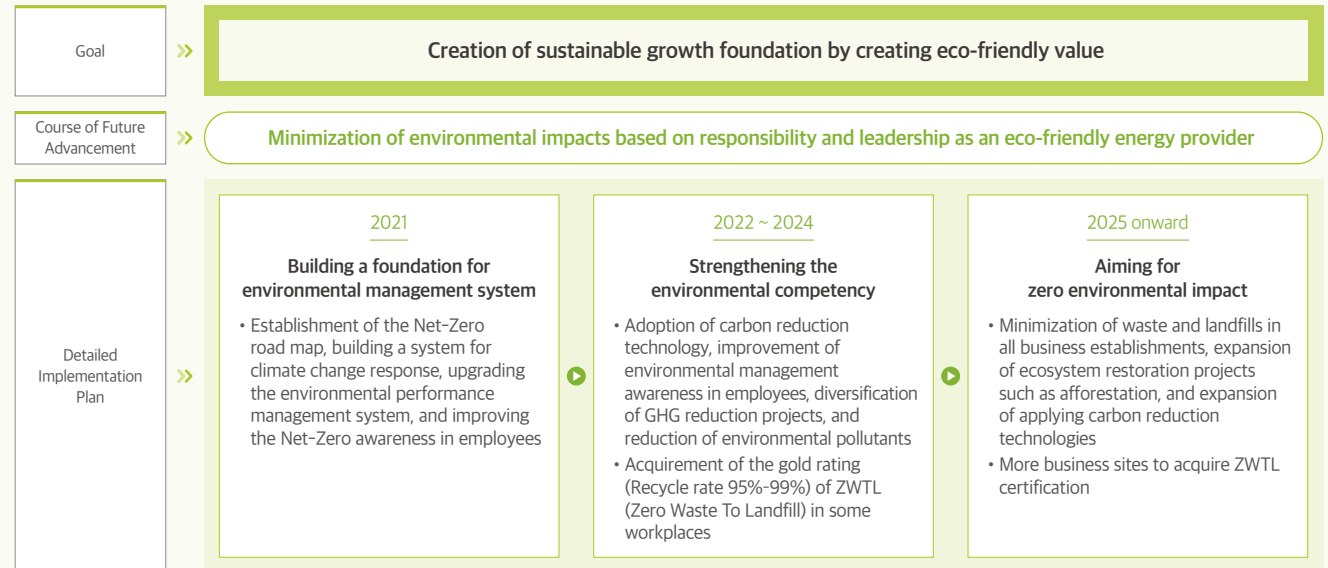 Goal
Creation of sustainable growth foundation by creating eco-friendly value
Course of Future
Advancement
Minimization of environmental impacts based on responsibility and leadership as an eco-friendly energy provider
Detailed
Implementation
Plan
2021
Building a foundation for
environmental management system
• Establishment of the Net-Zero
road map, building a system for
climate change response, upgrading
the environmental performance
management system, and improving
the Net-Zero awareness in employees
2022 ~ 2024
Strengthening the
environmental competency
• Adoption of carbon reduction
technology, improvement of
environmental management
awareness in employees, diversification
of GHG reduction projects, and
reduction of environmental pollutants
• Acquirement of the gold rating
(Recycle rate 95%-99%) of ZWTL
(Zero Waste To Landfill) in some
workplaces
2025 onward
Aiming for
zero environmental impact
• Minimization of waste and landfills in
all business establishments, expansion
of ecosystem restoration projects
such as afforestation, and expansion
of applying carbon reduction
technologies
• More business sites to acquire ZWTL
certification